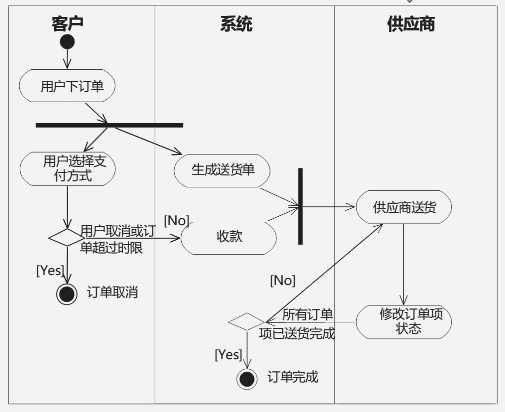 客户
系统
供应商
用户下订单
用户选择支
付方式
生成送货单
供应商送货
[No]
用户取消或订
单超过时限
收款
[Yes]
订单取消
[No]
所有订单
项已送货完成
修改订单项
状态
[Yes]
订单完成